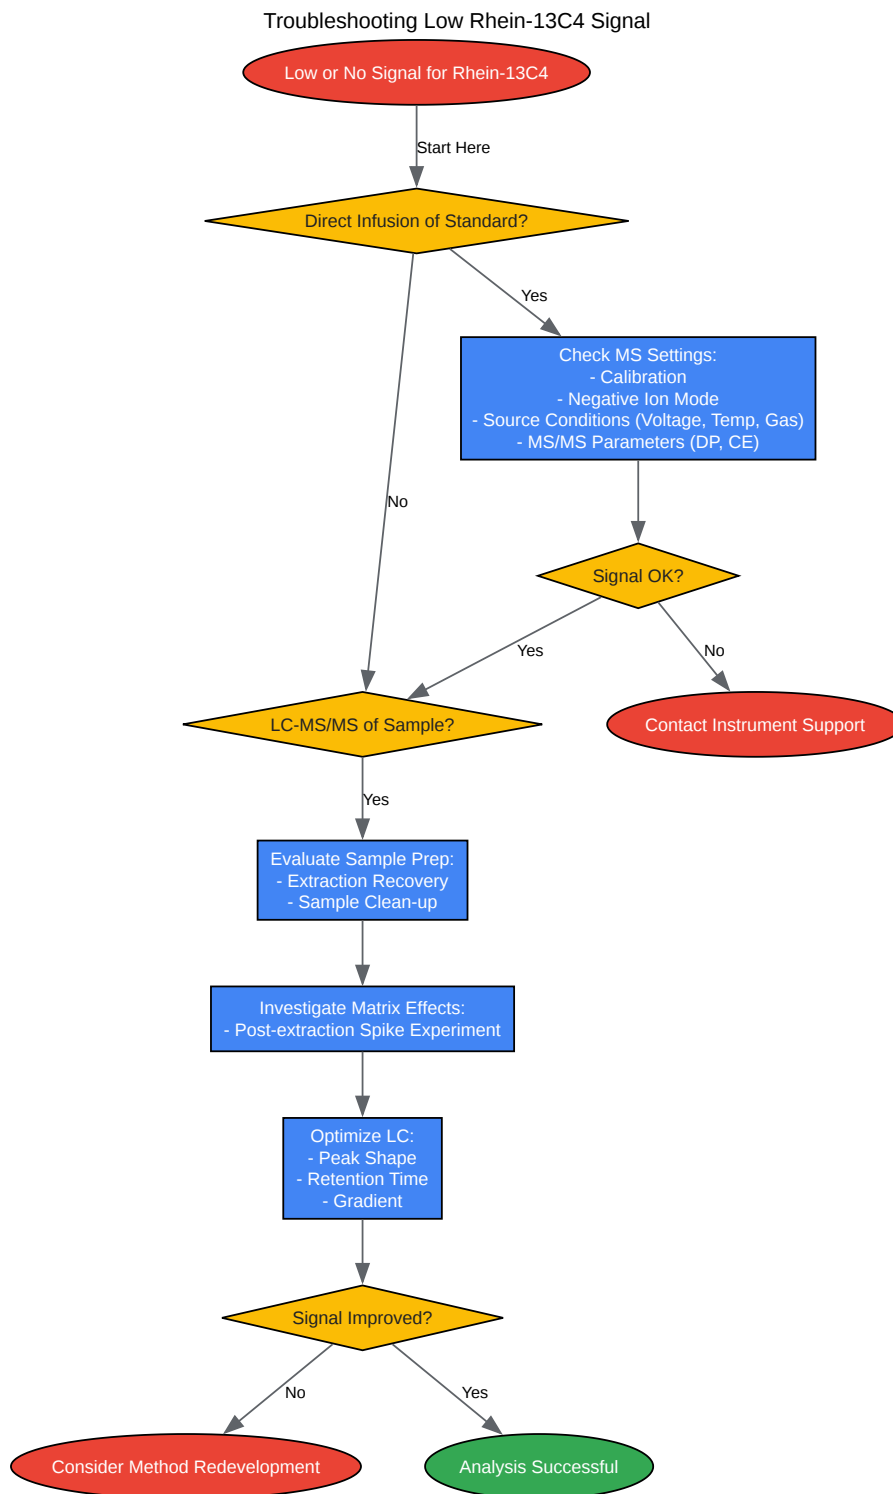 Troubleshooting Low Rhein-13C4 Signal
Low or No Signal for Rhein-13C4
Start Here
Direct Infusion of Standard?
Yes
Check MS Settings:
- Calibration
- Negative Ion Mode
- Source Conditions (Voltage, Temp, Gas)
- MS/MS Parameters (DP, CE)
No
Signal OK?
Yes
No
LC-MS/MS of Sample?
Contact Instrument Support
Yes
Evaluate Sample Prep:
- Extraction Recovery
- Sample Clean-up
Investigate Matrix Effects:
- Post-extraction Spike Experiment
Optimize LC:
- Peak Shape
- Retention Time
- Gradient
Signal Improved?
No
Yes
Consider Method Redevelopment
Analysis Successful